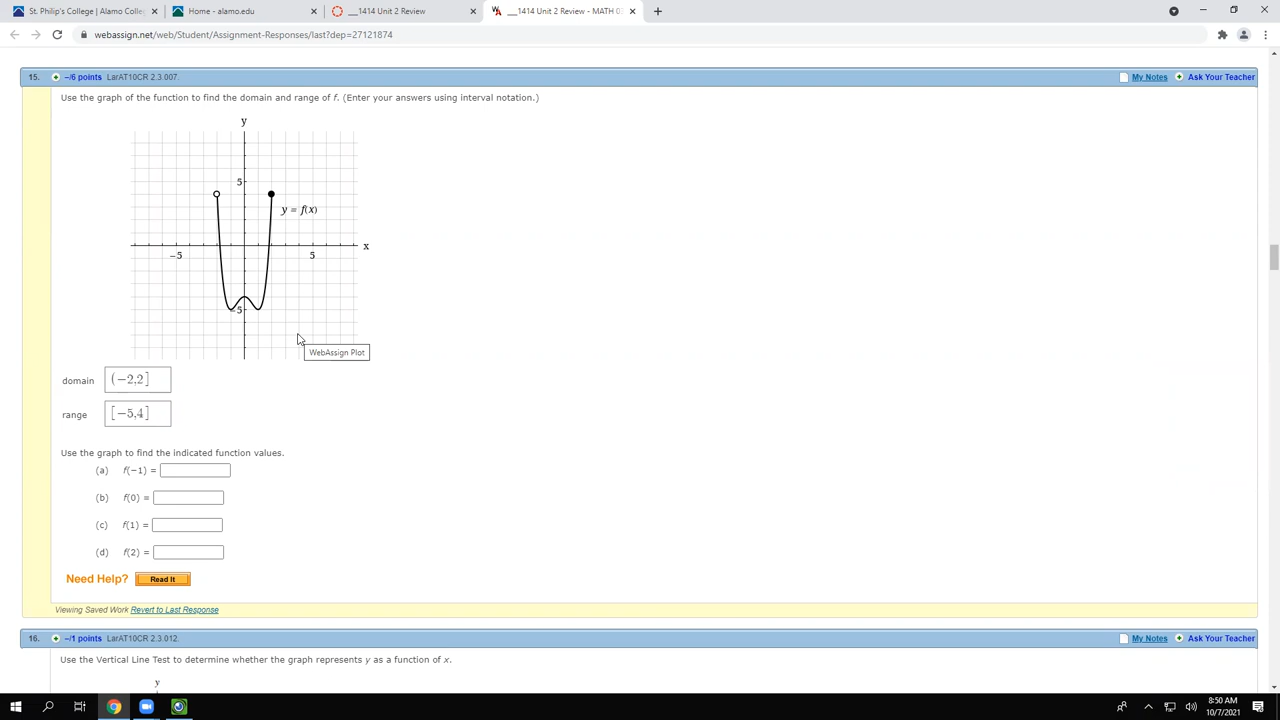 St. Philip's College | Alamo Colle
Home - alamo.edu
__1414 Unit 2 Review
__1414 Unit 2 Review - MATH 03
webassign.net/web/Student/Assignment-Responses/last?dep=27121874
15. –/6 points LarAT10CR 2.3.007. My Notes Ask Your Teacher
Use the graph of the function to find the domain and range of f. (Enter your answers using interval notation.)
y
5
y = f(x)
x
−5 5
−5
WebAssign Plot
domain (−2,2]
range [−5,4]
Use the graph to find the indicated function values.
(a) f(−1) =
(b) f(0) =
(c) f(1) =
(d) f(2) =
Need Help? Read It
Viewing Saved Work Revert to Last Response
16. –/1 points LarAT10CR 2.3.012. My Notes Ask Your Teacher
Use the Vertical Line Test to determine whether the graph represents y as a function of x.
y
8:50 AM
10/7/2021